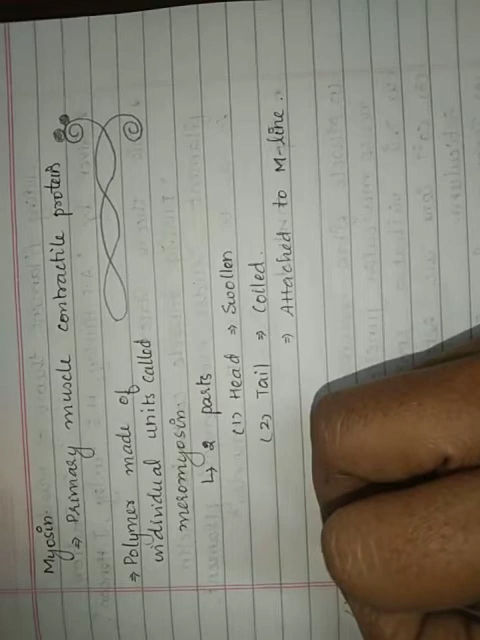 Myosin
⇒ Primary muscle contractile protein
⇒ Polymer made of
individual units called
meromyosin
↳ 2 parts
(1) Head ⇒ Swollen
(2) Tail ⇒ Coiled.
⇒ Attatched to M-line.